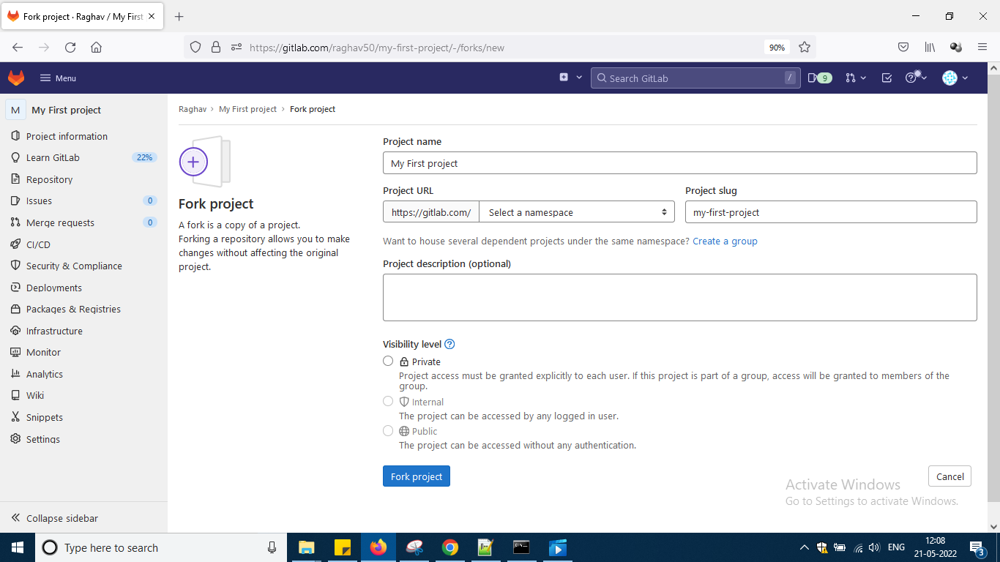 Fork project · Raghav / My First
https://gitlab.com/raghav50/my-first-project/-/forks/new
90%
Menu
Search GitLab
/
9
M
My First project
Project information
Learn GitLab
22%
Repository
Issues
0
Merge requests
0
CI/CD
Security & Compliance
Deployments
Packages & Registries
Infrastructure
Monitor
Analytics
Wiki
Snippets
Settings
Collapse sidebar
Raghav › My First project › Fork project
Fork project
A fork is a copy of a project.
Forking a repository allows you to make
changes without affecting the original
project.
Project name
My First project
Project URL
Project slug
https://gitlab.com/
Select a namespace
my-first-project
Want to house several dependent projects under the same namespace? Create a group
Project description (optional)
Visibility level
Private
Project access must be granted explicitly to each user. If this project is part of a group, access will be granted to members of the
group.
Internal
The project can be accessed by any logged in user.
Public
The project can be accessed without any authentication.
Fork project
Cancel
Activate Windows
Go to Settings to activate Windows.
Type here to search
ENG
12:08
21-05-2022
3